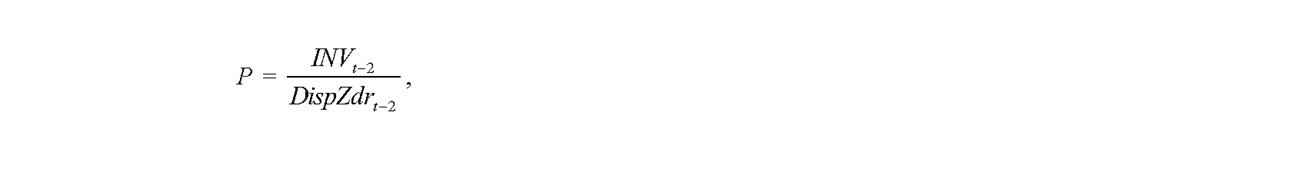 P = INV_{t-2} / DispZdr_{t-2} ,